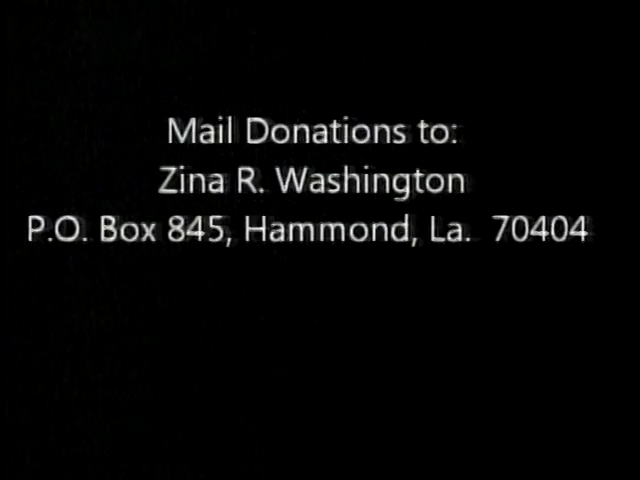 Mail Donations to:
Zina R. Washington
P.O. Box 845, Hammond, La.  70404